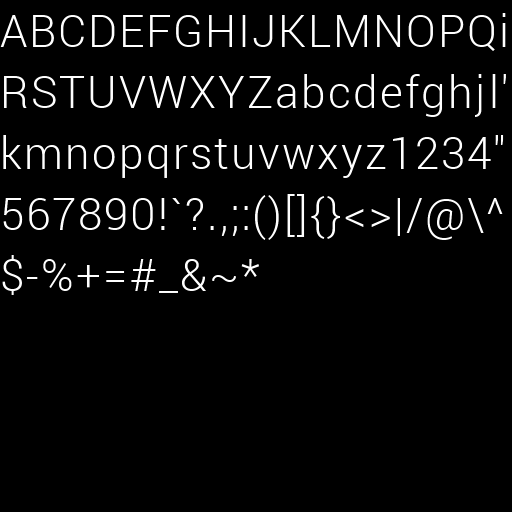 ABCDEFGHIJKLMNOPQi
RSTUVWXYZabcdefghjl'
kmnopqrstuvwxyz1234"
567890!`?.,;:()[]{}<>|/@\^
$-%+=#_&~*